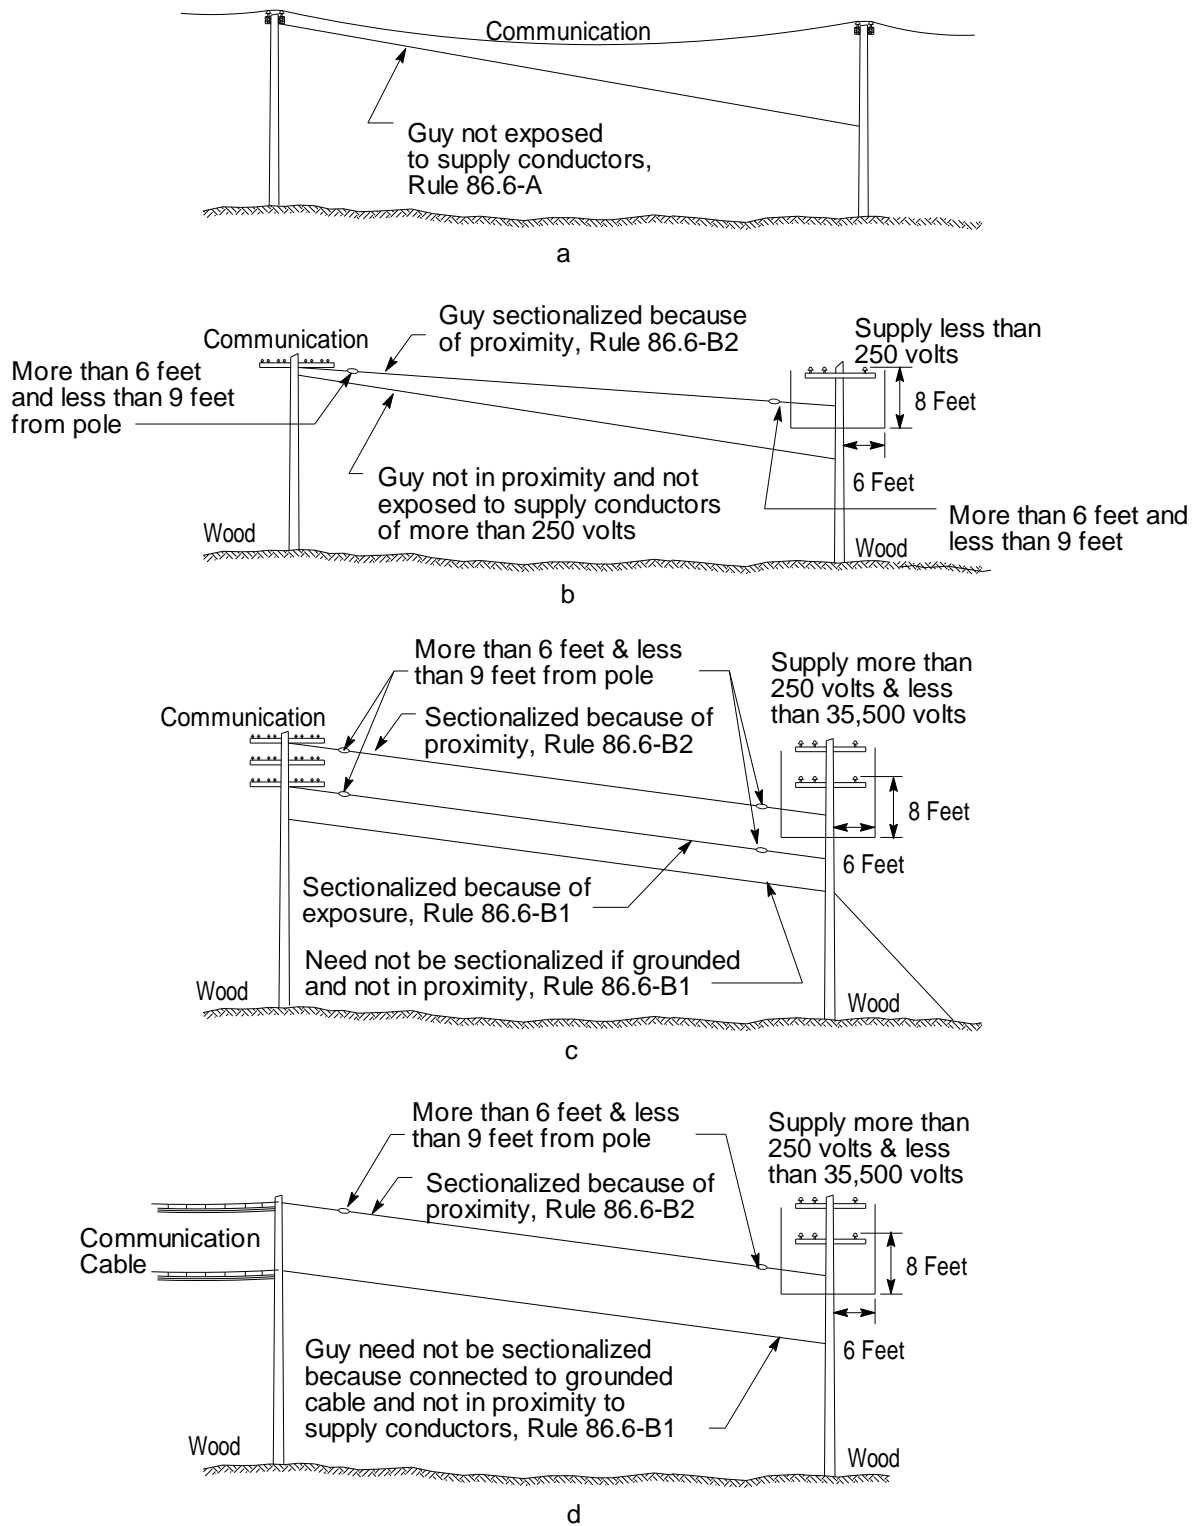 Communication
Guy not exposed
to supply conductors,
Rule 86.6-A
a
Guy sectionalized because
of proximity, Rule 86.6-B2
Supply less than
250 volts
Communication
More than 6 feet
and less than 9 feet
from pole
8 Feet
Guy not in proximity and not
exposed to supply conductors
of more than 250 volts
6 Feet
More than 6 feet and
less than 9 feet
Wood
Wood
b
More than 6 feet & less
than 9 feet from pole
Supply more than
250 volts & less
than 35,500 volts
Communication
Sectionalized because of
proximity, Rule 86.6-B2
8 Feet
6 Feet
Sectionalized because of
exposure, Rule 86.6-B1
Need not be sectionalized if grounded
and not in proximity, Rule 86.6-B1
Wood
Wood
c
More than 6 feet & less
than 9 feet from pole
Supply more than
250 volts & less
than 35,500 volts
Sectionalized because of
proximity, Rule 86.6-B2
Communication
Cable
8 Feet
6 Feet
Guy need not be sectionalized
because connected to grounded
cable and not in proximity to
supply conductors, Rule 86.6-B1
Wood
Wood
d